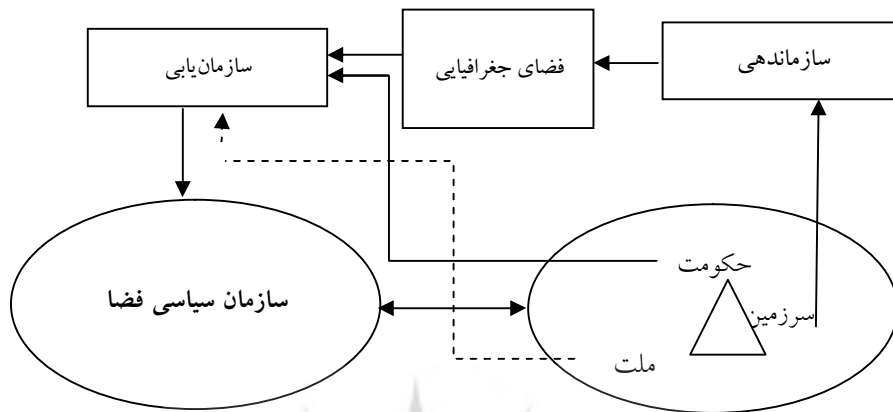 سازماندهی
فضای جغرافیایی
سازمان‌یابی
حکومت
سرزمین
ملت
سازمان سیاسی فضا